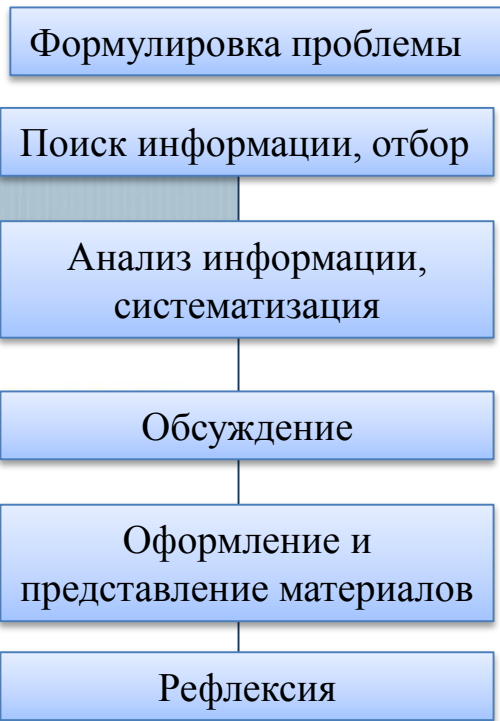 Формулировка проблемы
Поиск информации, отбор
Анализ информации,
систематизация
Обсуждение
Оформление и
представление материалов
Рефлексия